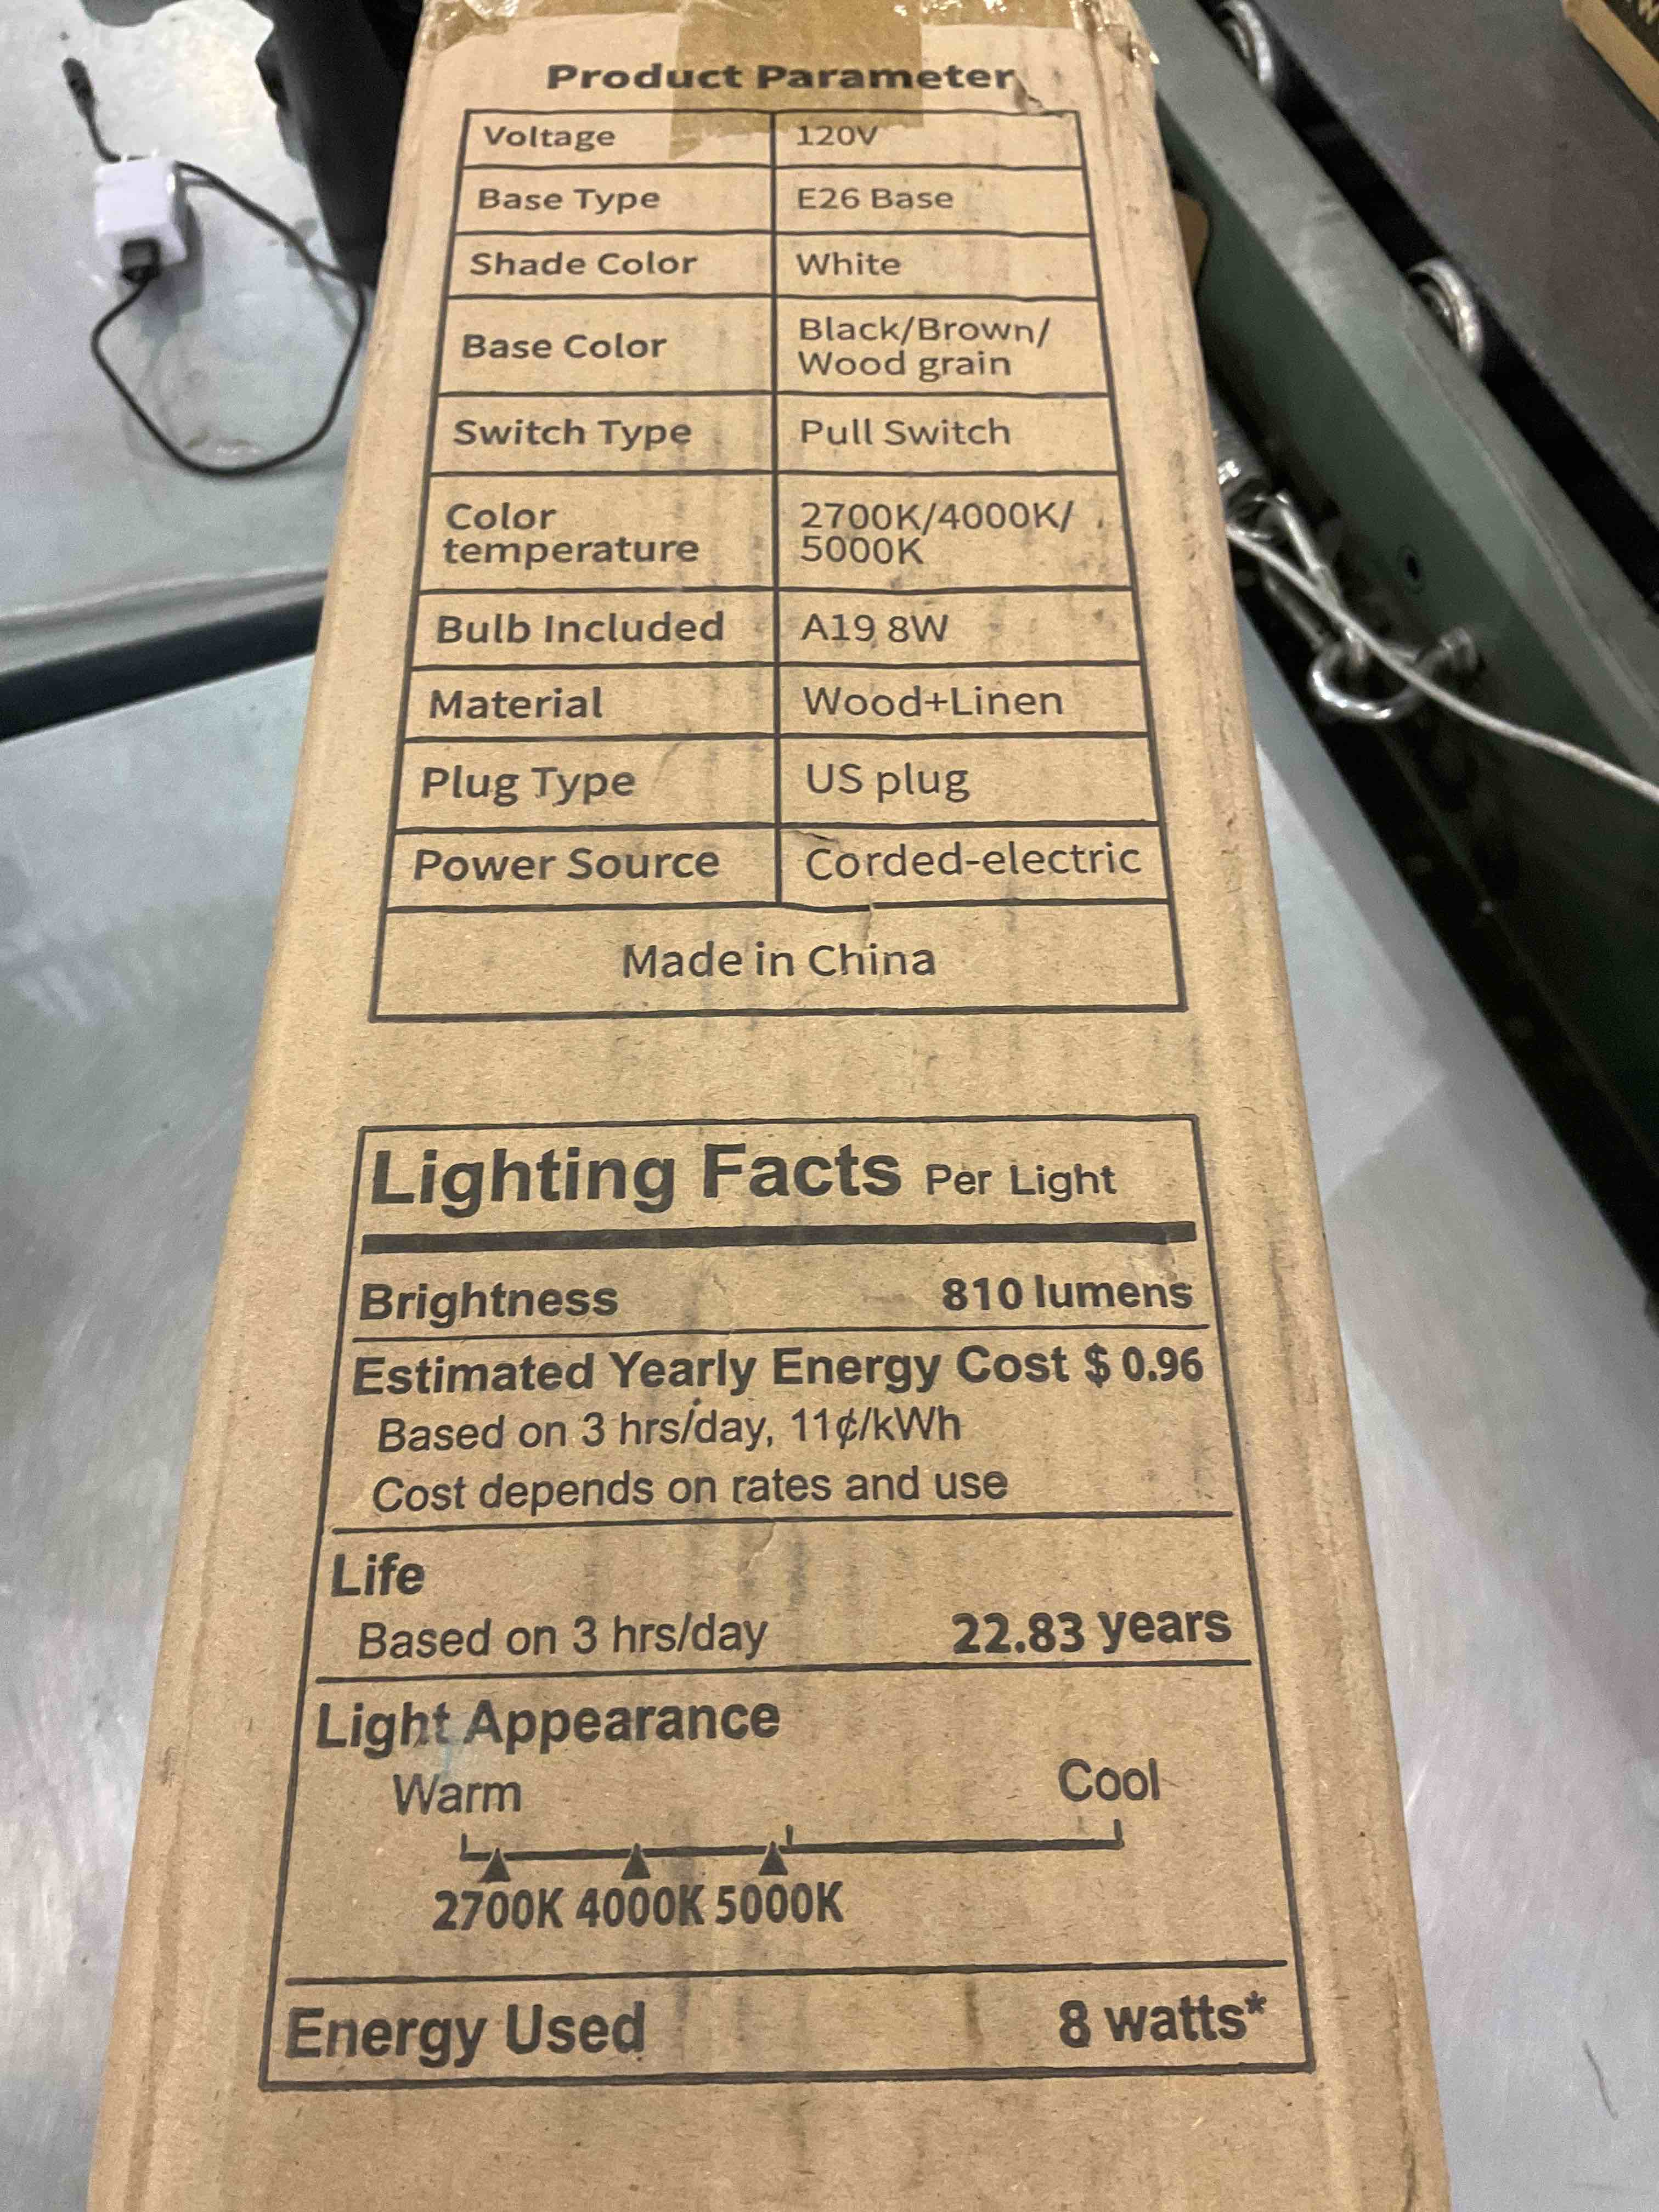 Product Parameter
Voltage 120V
Base Type E26 Base
Shade Color White
Base Color Black/Brown/
Wood grain
Switch Type Pull Switch
Color temperature 2700K/4000K/
5000K
Bulb Included A19 8W
Material Wood+Linen
Plug Type US plug
Power Source Corded-electric
Made in China
Lighting Facts Per Light
Brightness 810 lumens
Estimated Yearly Energy Cost $ 0.96
Based on 3 hrs/day, 11¢/kWh
Cost depends on rates and use
Life
Based on 3 hrs/day 22.83 years
Light Appearance
Warm Cool
2700K 4000K 5000K
Energy Used 8 watts*